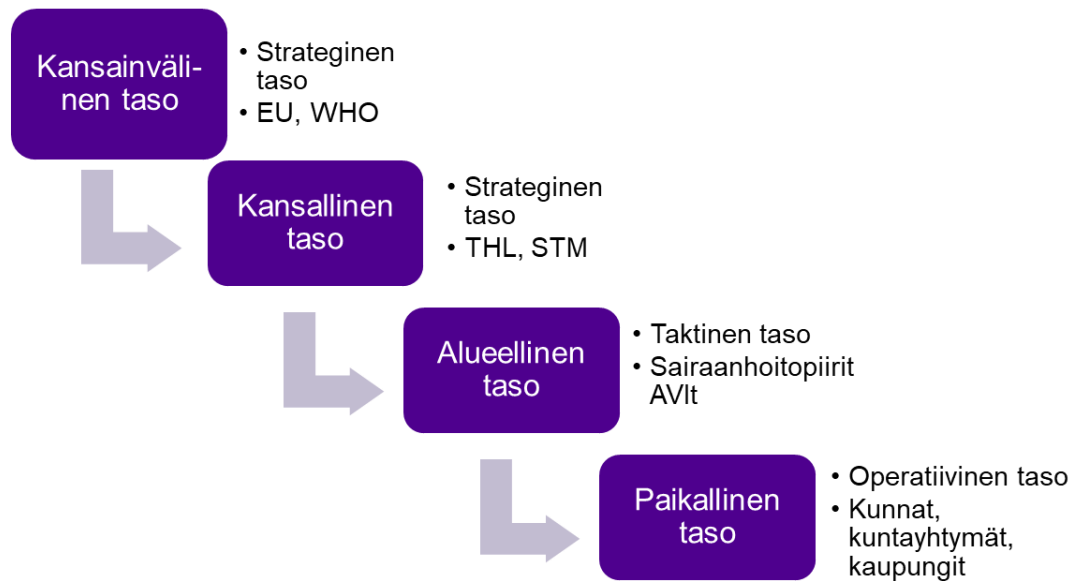 Kansainväli-
nen taso
• Strateginen
taso
• EU, WHO
Kansallinen
taso
• Strateginen
taso
• THL, STM
Alueellinen
taso
• Taktinen taso
• Sairaanhoitopiirit
AVIt
Paikallinen
taso
• Operatiivinen taso
• Kunnat,
kuntayhtymät,
kaupungit